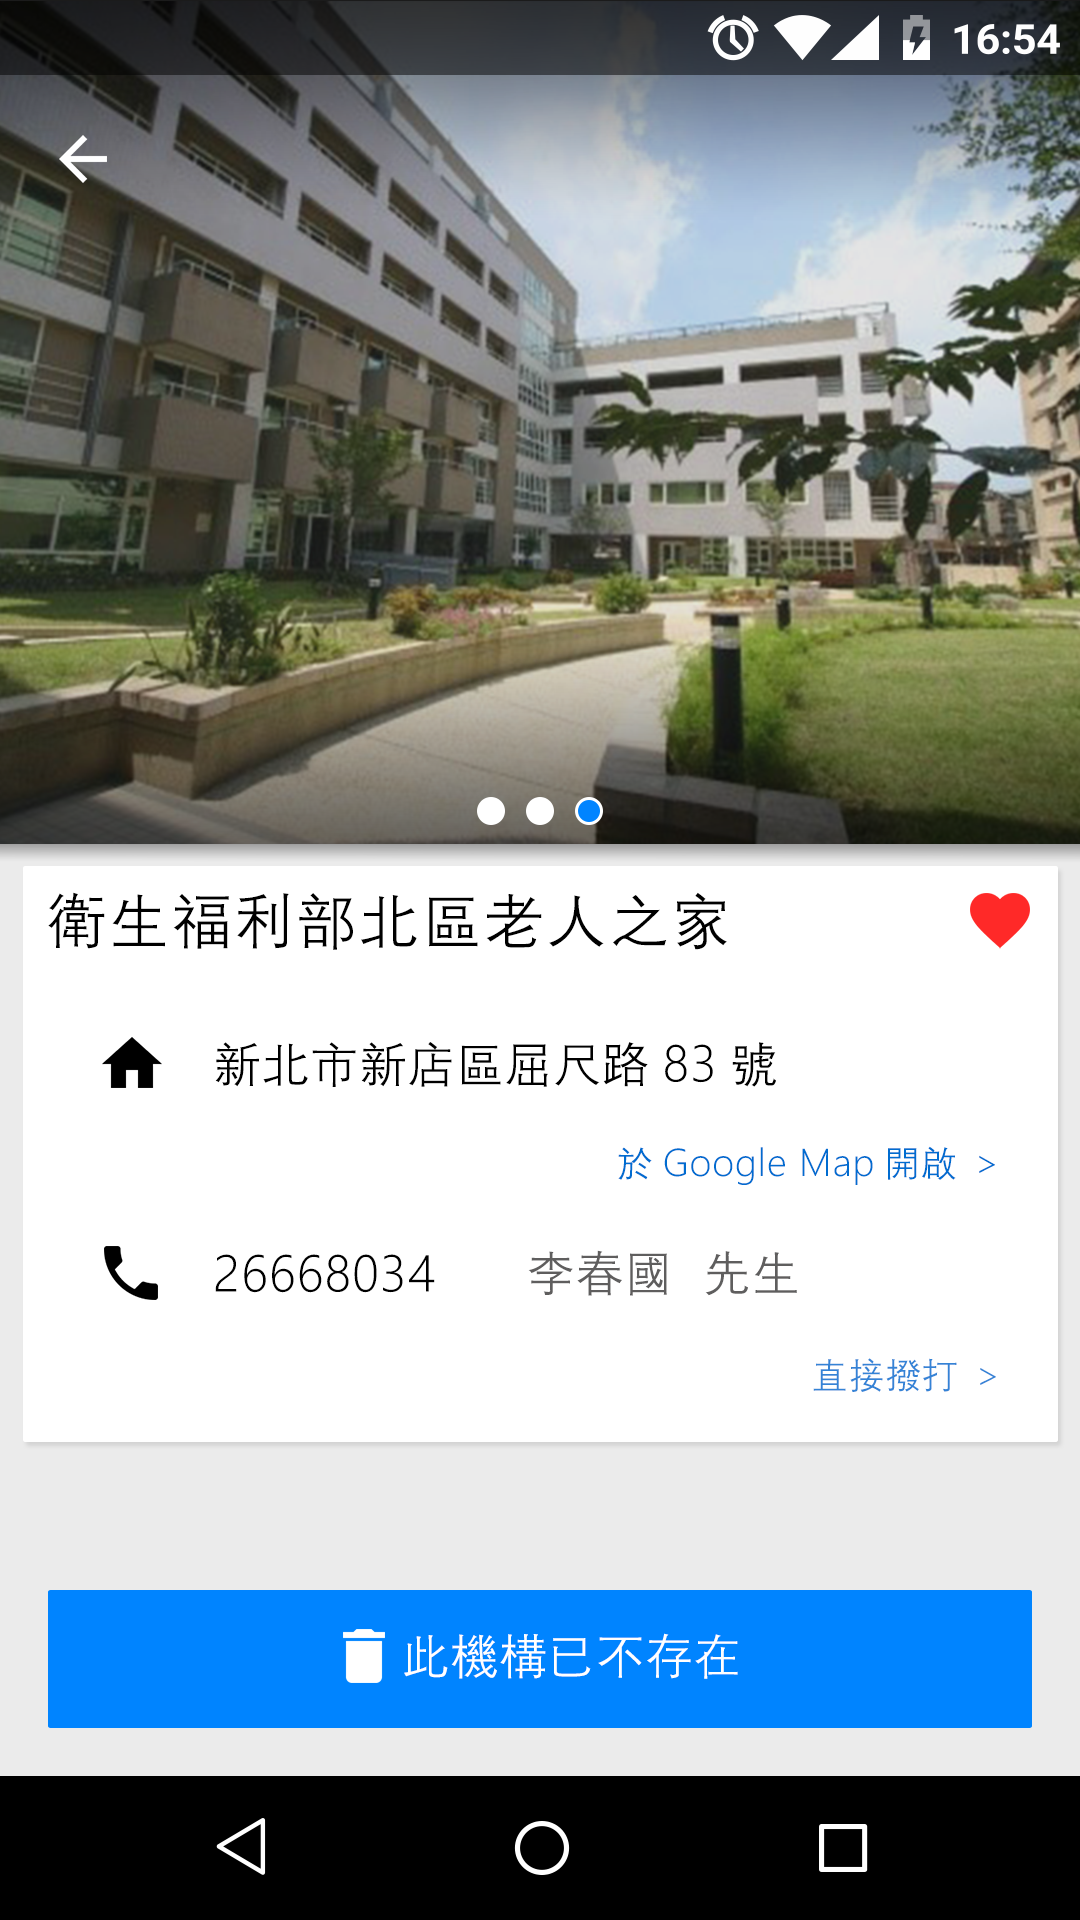 16:54
衛生福利部北區老人之家
新北市新店區屈尺路 83 號
於 Google Map 開啟 >
26668034 李春國 先生
直接撥打 >
此機構已不存在